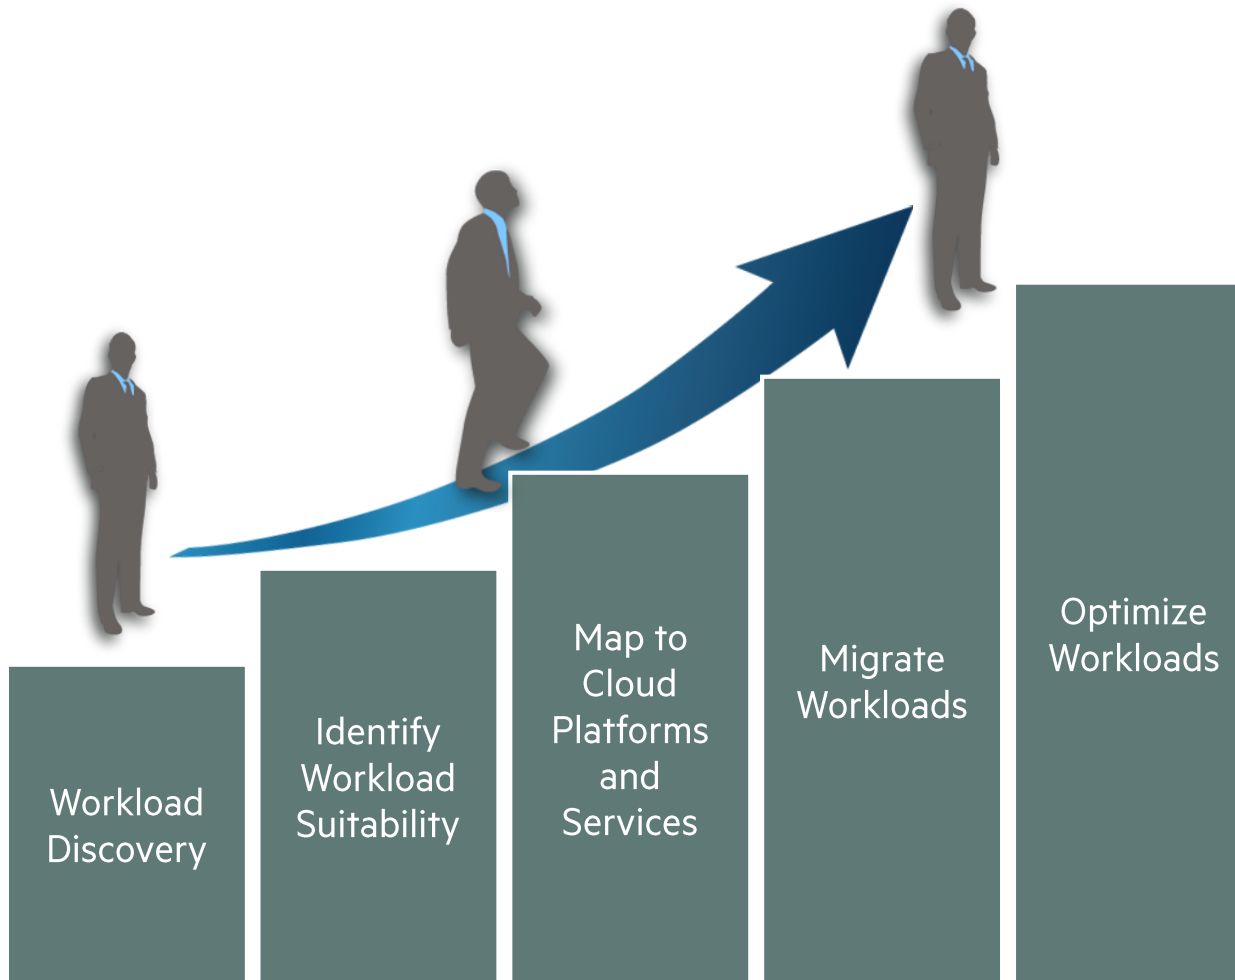 Workload
Discovery
Identify
Workload
Suitability
Map to
Cloud
Platforms
and
Services
Migrate
Workloads
Optimize
Workloads